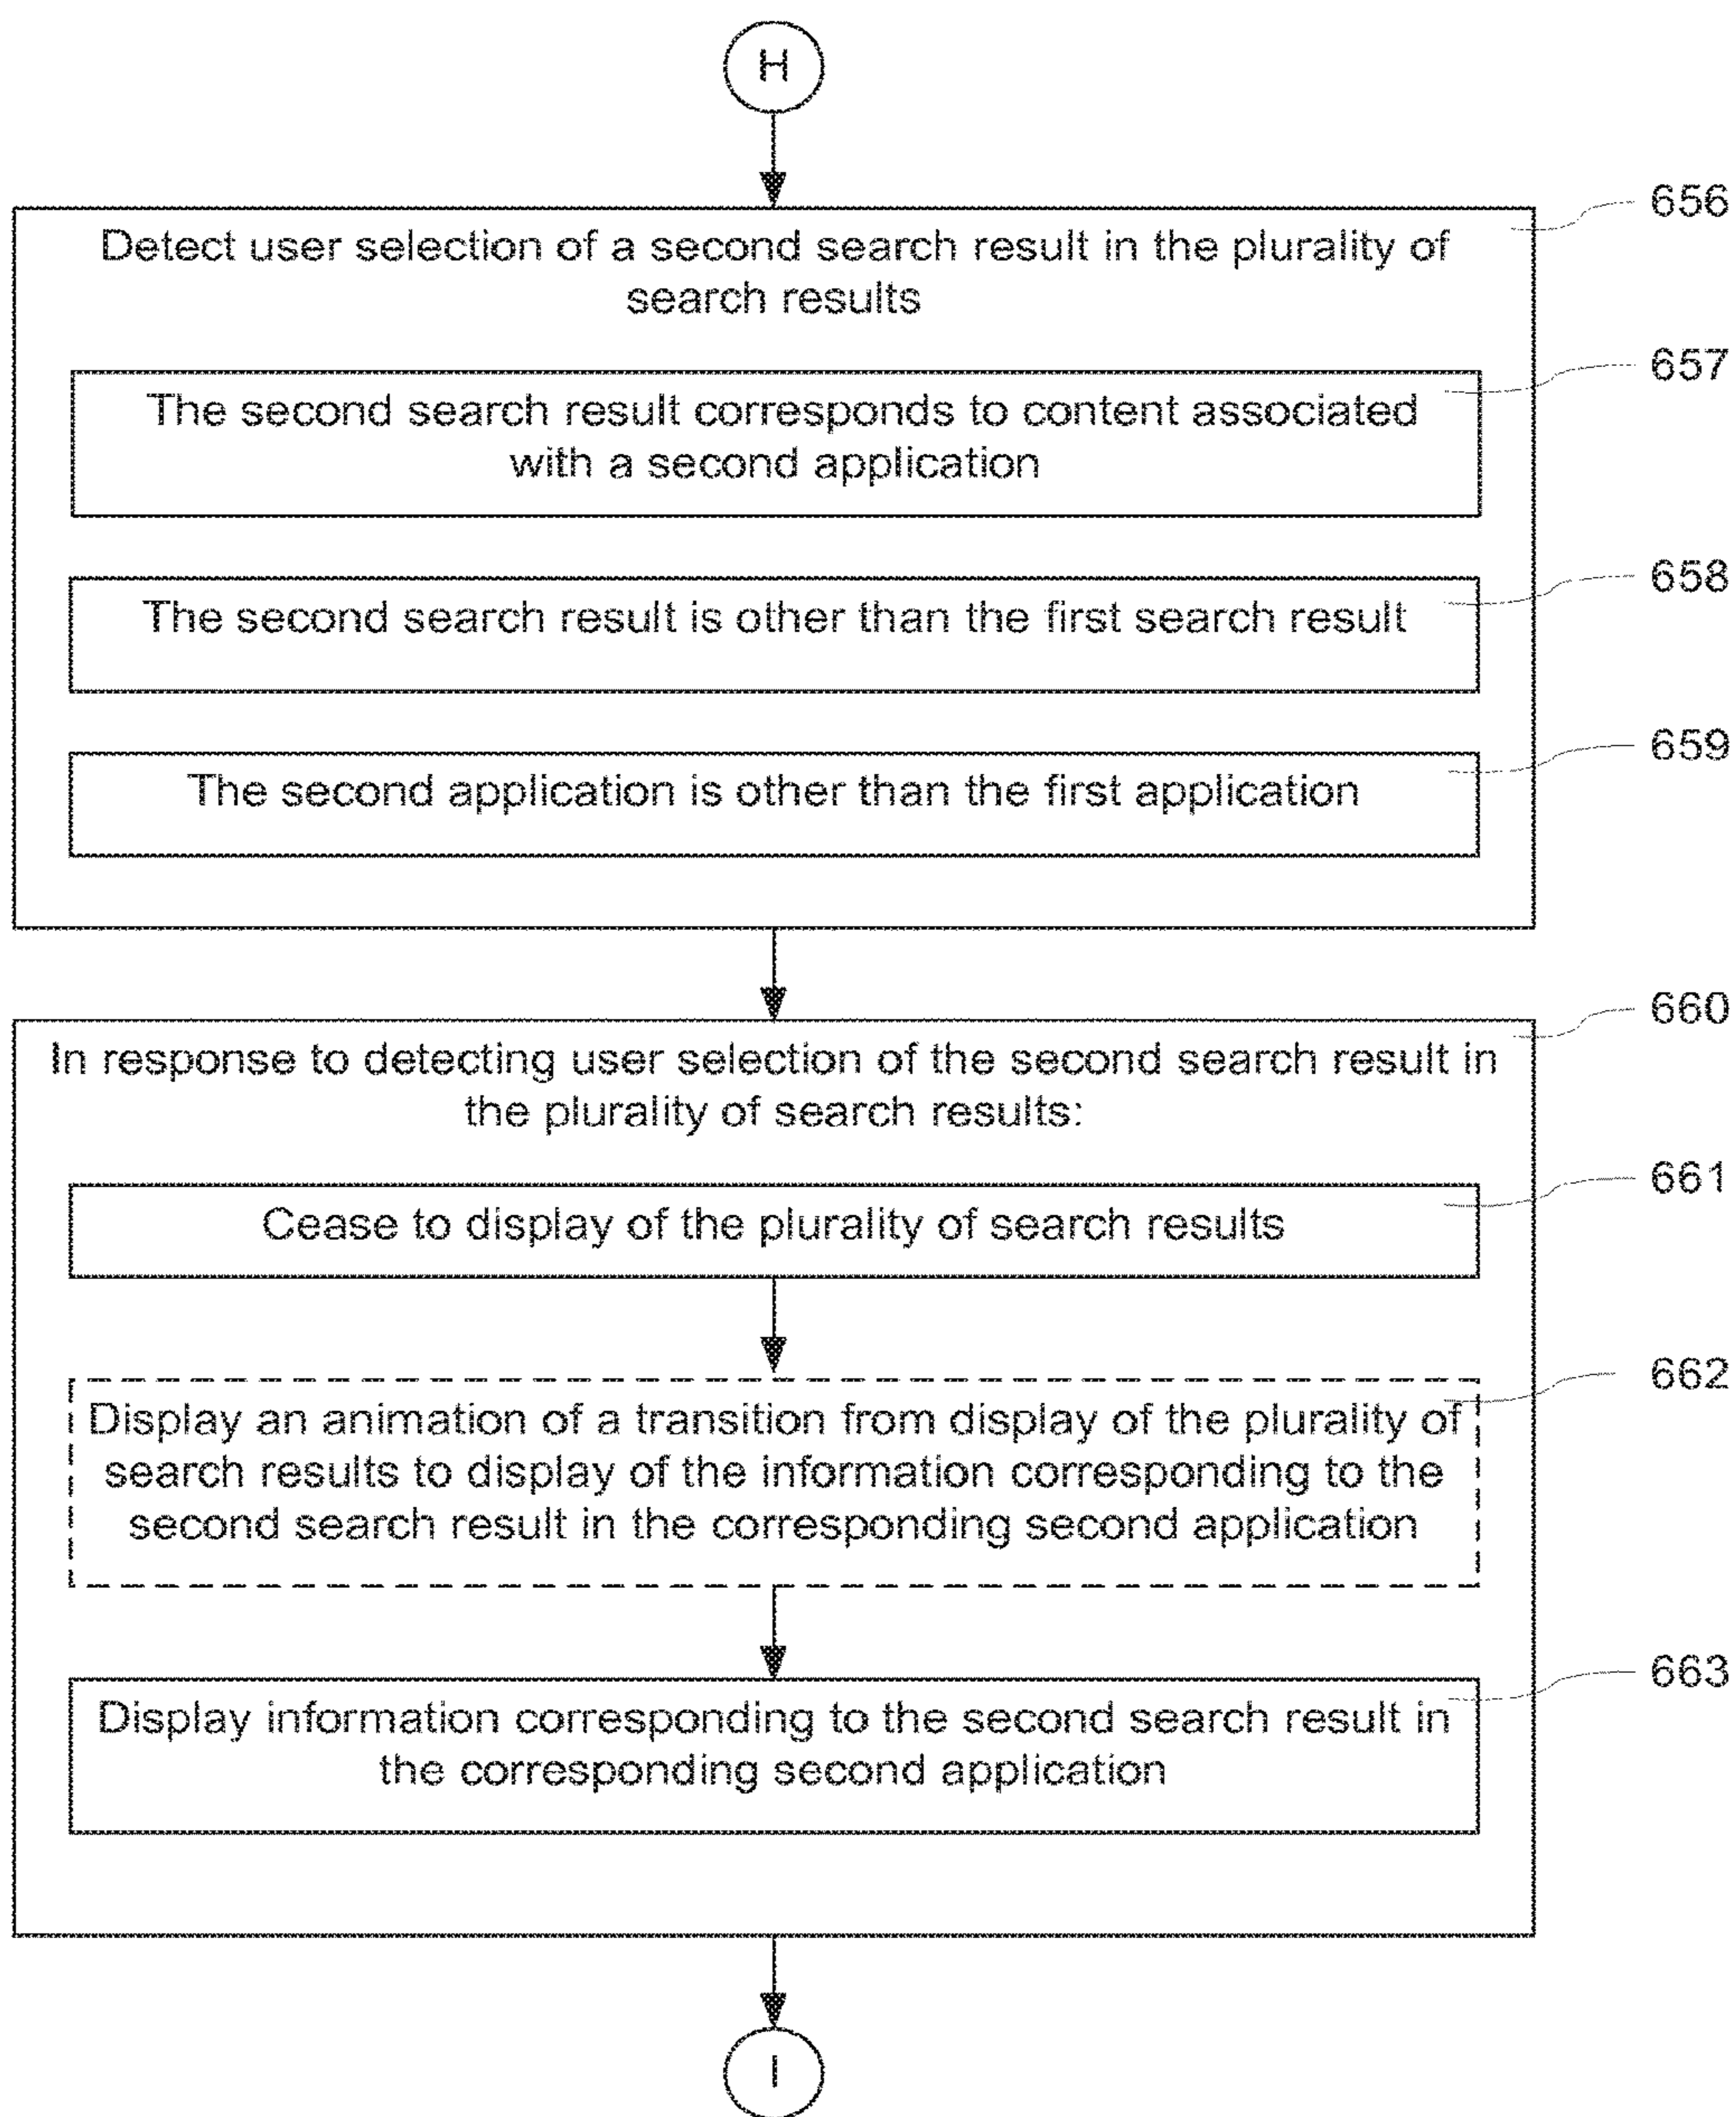 H
656
Detect user selection of a second search result in the plurality of
search results
657
The second search result corresponds to content associated
with a second application
658
The second search result is other than the first search result
659
The second application is other than the first application
660
In response to detecting user selection of the second search result in
the plurality of search results:
661
Cease to display of the plurality of search results
662
Display an animation of a transition from display of the plurality of
search results to display of the information corresponding to the
second search result in the corresponding second application
663
Display information corresponding to the second search result in
the corresponding second application
I